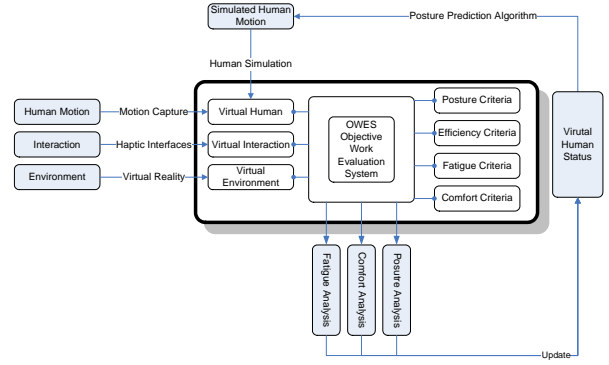 Simulated Human
Motion
Posture Prediction Algorithm
Human Simulation
Human Motion
Motion Capture
Virtual Human
Interaction
Haptic Interfaces
Virtual Interaction
Environment
Virtual Reality
Virtual
Environment
OWES
Objective
Work
Evaluation
System
Posture Criteria
Efficiency Criteria
Fatigue Criteria
Comfort Criteria
Virutal
Human
Status
Fatigue Analysis
Comfort Analysis
Posutre Analysis
Update